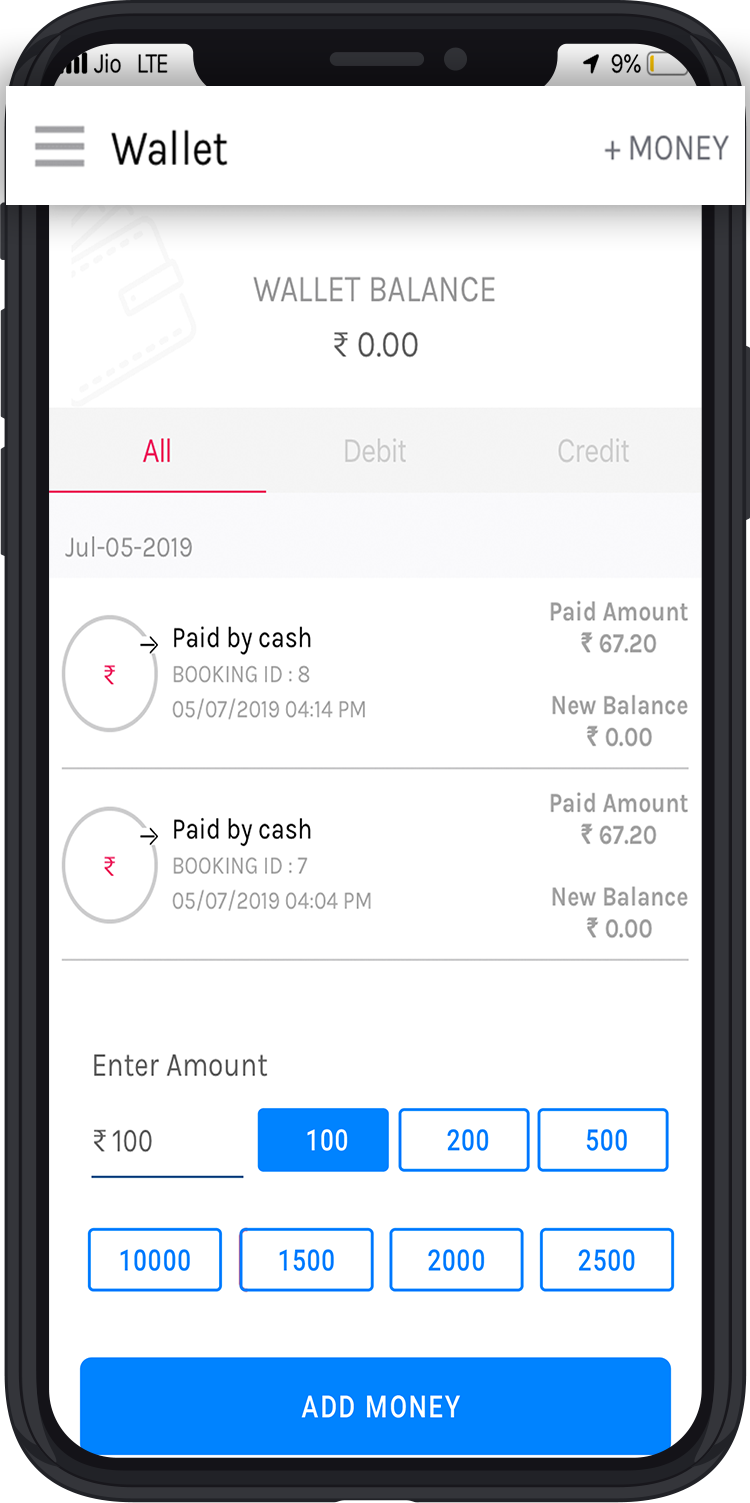 Jio LTE 9%
Wallet + MONEY
WALLET BALANCE
₹ 0.00
All Debit Credit
Jul-05-2019
Paid Amount
Paid by cash ₹ 67.20
₹ BOOKING ID : 8
05/07/2019 04:14 PM New Balance
₹ 0.00
Paid Amount
Paid by cash ₹ 67.20
₹ BOOKING ID : 7
05/07/2019 04:04 PM New Balance
₹ 0.00
Enter Amount
₹ 100 100 200 500
10000 1500 2000 2500
ADD MONEY